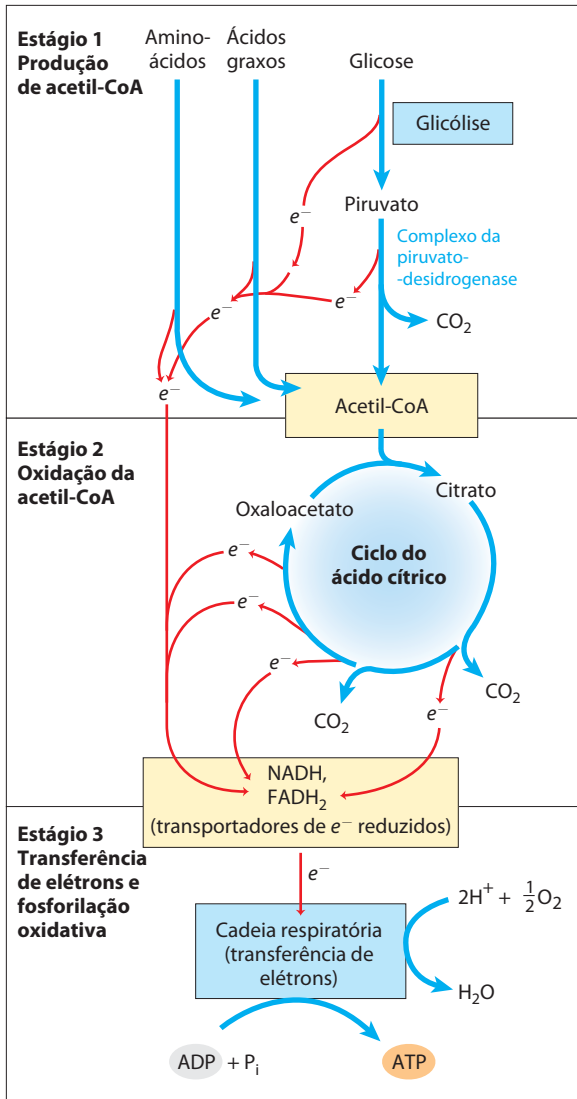 Estágio 1
Produção
de acetil-CoA
Amino-
ácidos
Ácidos
graxos
Glicose
Glicólise
Piruvato
e−
Complexo da
piruvato-
-desidrogenase
e−
e−
CO2
e−
Acetil-CoA
Estágio 2
Oxidação da
acetil-CoA
Oxaloacetato
Citrato
Ciclo do
ácido cítrico
e−
e−
e−
e−
CO2
CO2
NADH,
FADH2
(transportadores de e− reduzidos)
Estágio 3
Transferência
de elétrons e
fosforilação
oxidativa
e−
Cadeia respiratória
(transferência de
elétrons)
2H+ + 1/2 O2
H2O
ADP + Pi
ATP